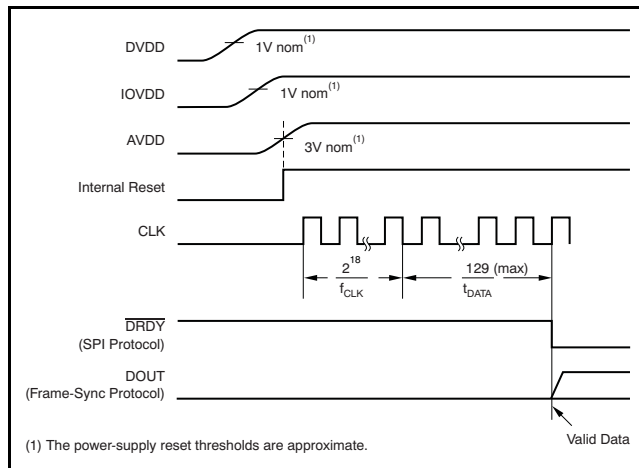 DVDD
1V nom(1)
IOVDD
1V nom(1)
AVDD
3V nom(1)
Internal Reset
CLK
2^18
f_CLK
129 (max)
t_DATA
DRDY
(SPI Protocol)
DOUT
(Frame-Sync Protocol)
Valid Data
(1) The power-supply reset thresholds are approximate.